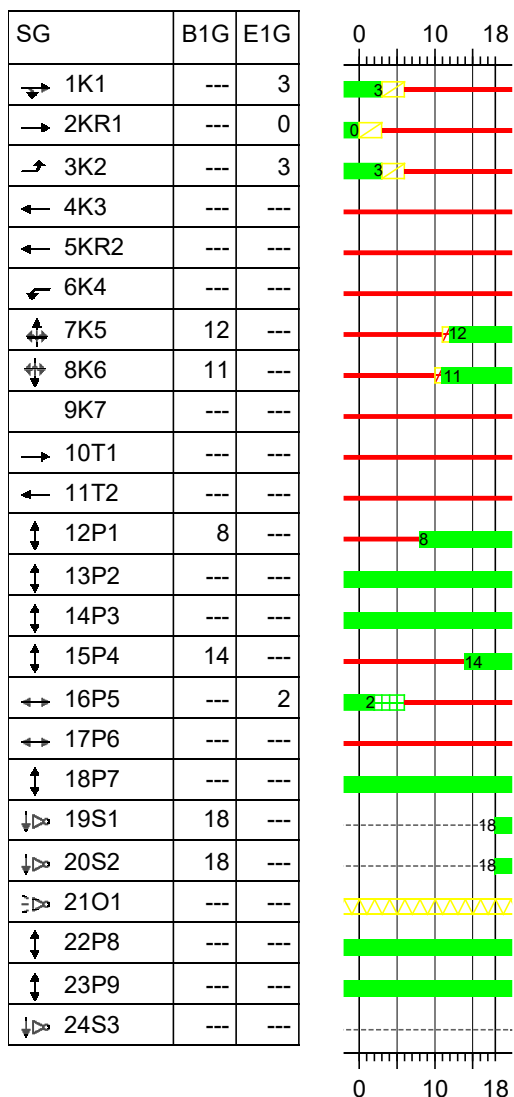 SG B1G E1G 0 10 18
1K1 --- 3 3
2KR1 --- 0 0
3K2 --- 3 3
4K3 --- ---
5KR2 --- ---
6K4 --- ---
7K5 12 --- 12
8K6 11 --- 11
9K7 --- ---
10T1 --- ---
11T2 --- ---
12P1 8 --- 8
13P2 --- ---
14P3 --- ---
15P4 14 --- 14
16P5 --- 2 2
17P6 --- ---
18P7 --- ---
19S1 18 --- 18
20S2 18 --- 18
21O1 --- ---
22P8 --- ---
23P9 --- ---
24S3 --- ---
0 10 18